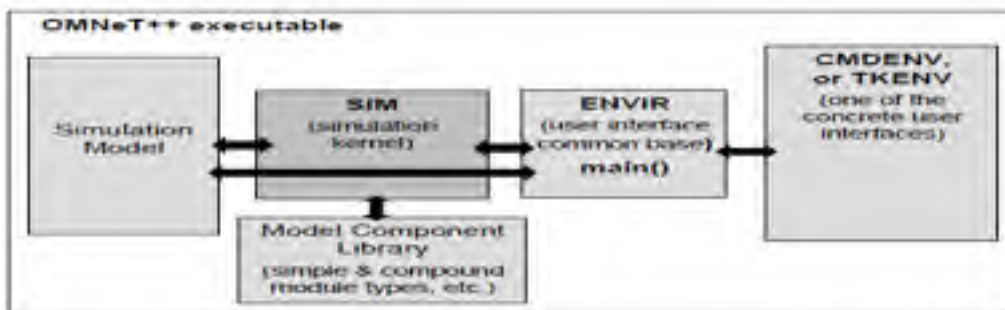 OMNeT++ executable
Simulation
Model
SIM
(simulation
kernel)
ENVIR
(user interface
common base)
main()
CMDENV,
or TKENV
(one of the
concrete user
interfaces)
Model Component
Library
(simple & compound
module types, etc.)